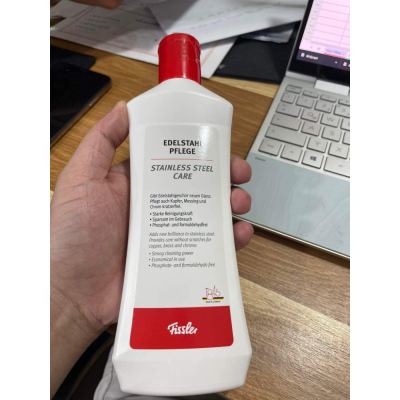 EDELSTAHL
PFLEGE
STAINLESS STEEL
CARE
Gibt Edelstahlgeschirr neuen Glanz.
Pflegt auch Kupfer, Messing und
Chrom kratzerfrei.
• Starke Reinigungskraft
• Sparsam im Gebrauch
• Phosphat- und formaldehydfrei
Adds new brilliance to stainless steel.
Provides care without scratches for
copper, brass and chrome.
• Strong cleaning power
• Economical in use
• Phosphate- and formaldehyde-free
Fissler